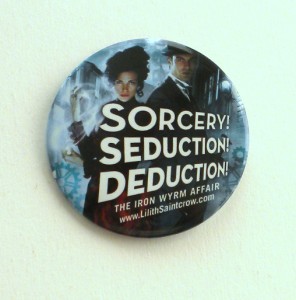 SORCERY!
SEDUCTION!
DEDUCTION!
THE IRON WYRM AFFAIR
www.LilithSaintcrow.com